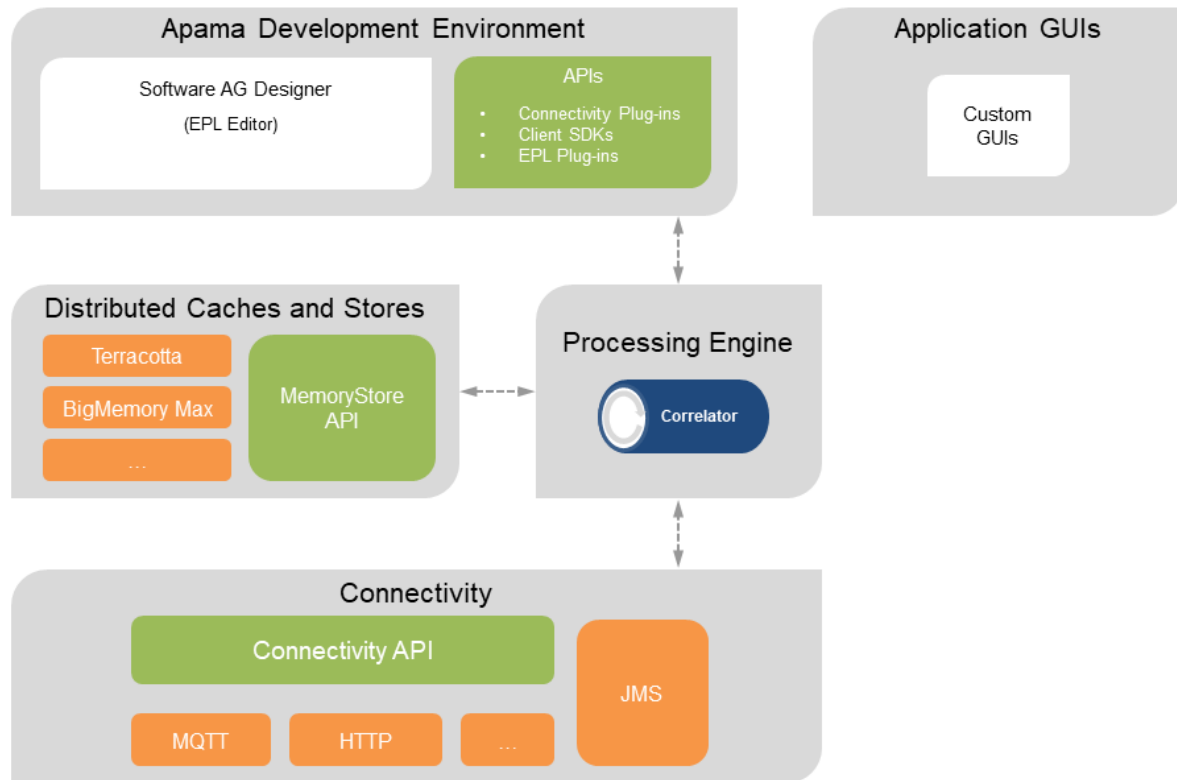 Apama Development Environment
Software AG Designer
(EPL Editor)
APIs
• Connectivity Plug-ins
• Client SDKs
• EPL Plug-ins
Application GUIs
Custom
GUIs
Distributed Caches and Stores
Terracotta
BigMemory Max
...
MemoryStore
API
Processing Engine
Correlator
Connectivity
Connectivity API
MQTT
HTTP
...
JMS